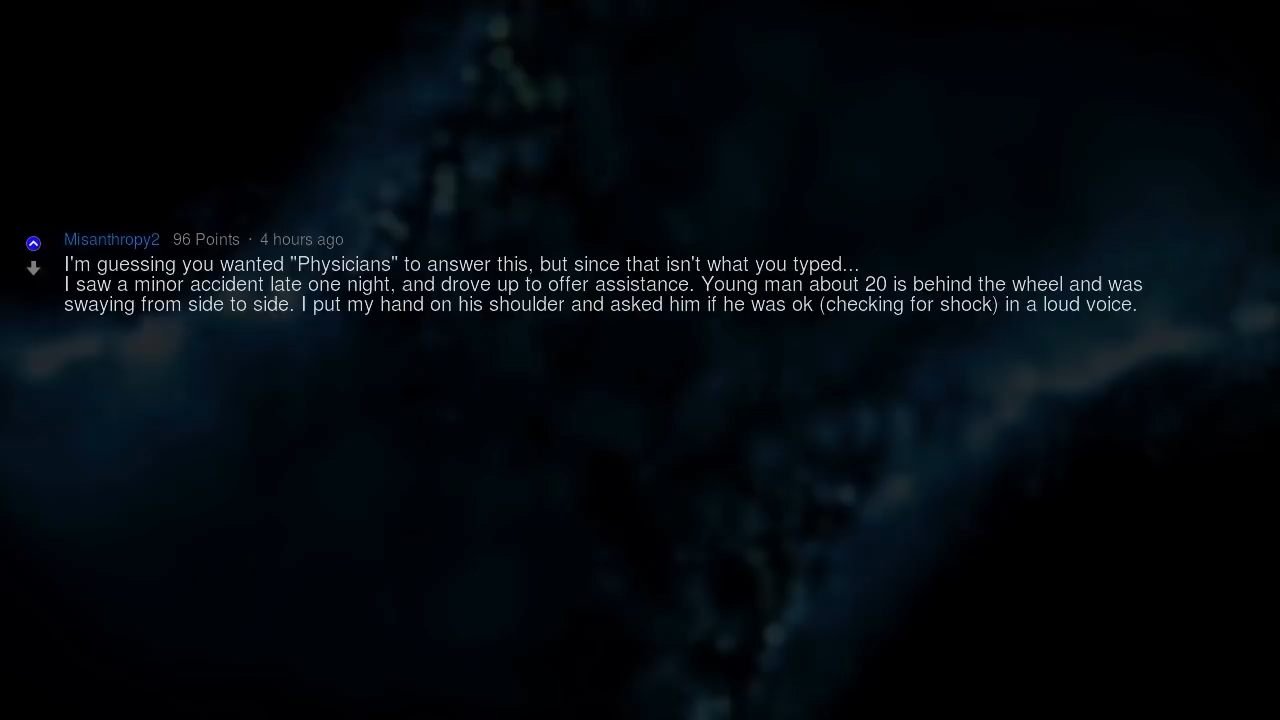 Misanthropy2 96 Points · 4 hours ago
I'm guessing you wanted "Physicians" to answer this, but since that isn't what you typed...
I saw a minor accident late one night, and drove up to offer assistance. Young man about 20 is behind the wheel and was
swaying from side to side. I put my hand on his shoulder and asked him if he was ok (checking for shock) in a loud voice.